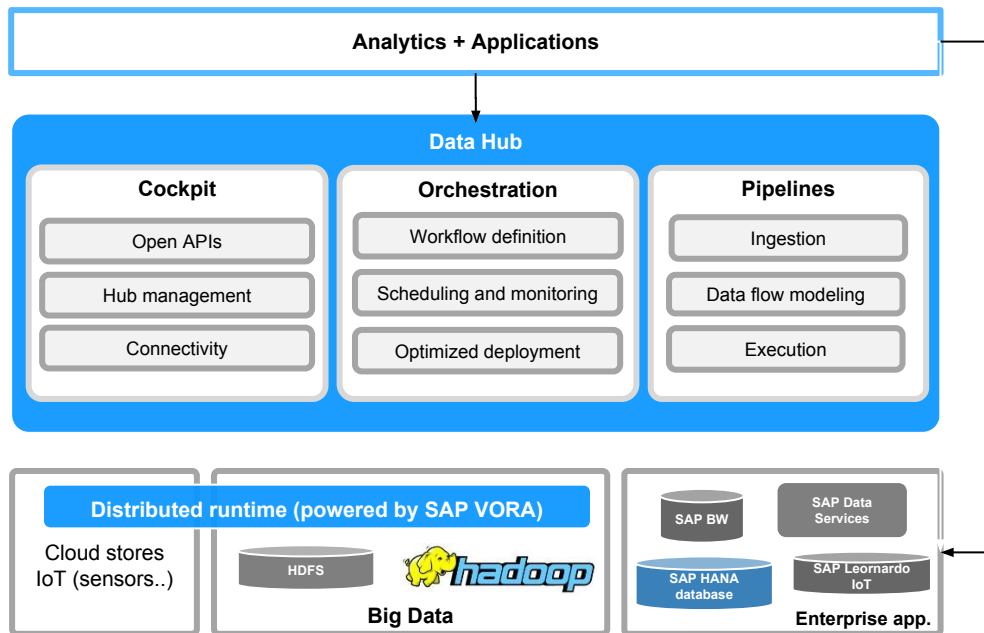 Analytics + Applications
Data Hub
Cockpit
Open APIs
Hub management
Connectivity
Orchestration
Workflow definition
Scheduling and monitoring
Optimized deployment
Pipelines
Ingestion
Data flow modeling
Execution
Distributed runtime (powered by SAP VORA)
Cloud stores
IoT (sensors..)
HDFS
hadoop
Big Data
SAP BW
SAP Data
Services
SAP HANA
database
SAP Leornardo
IoT
Enterprise app.